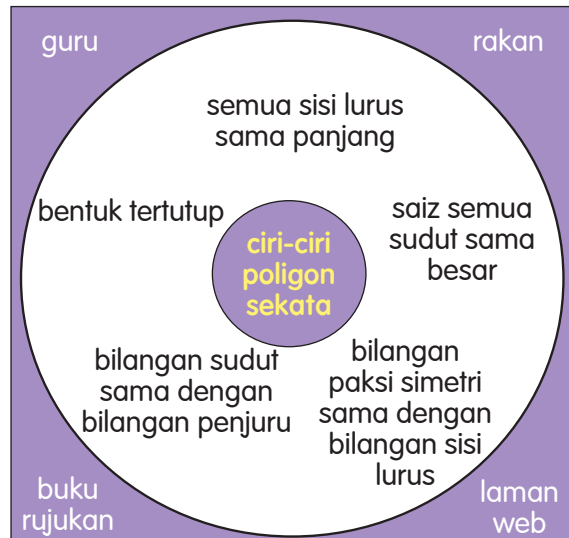 guru
rakan
semua sisi lurus
sama panjang
bentuk tertutup
saiz semua
sudut sama
besar
ciri-ciri
poligon
sekata
bilangan sudut
sama dengan
bilangan penjuru
bilangan
paksi simetri
sama dengan
bilangan sisi
lurus
buku
rujukan
laman
web